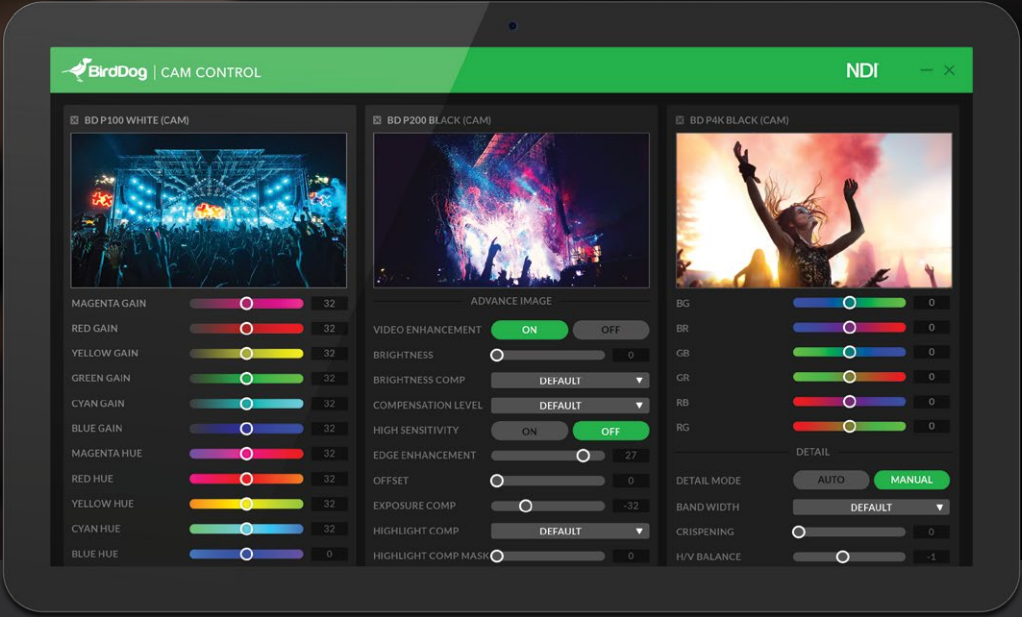 BirdDog | CAM CONTROL
NDI
BD P100 WHITE (CAM)
MAGENTA GAIN 32
RED GAIN 32
YELLOW GAIN 32
GREEN GAIN 32
CYAN GAIN 32
BLUE GAIN 32
MAGENTA HUE 32
RED HUE 32
YELLOW HUE 32
CYAN HUE 32
BLUE HUE 0
BD P200 BLACK (CAM)
ADVANCE IMAGE
VIDEO ENHANCEMENT ON OFF
BRIGHTNESS 0
BRIGHTNESS COMP DEFAULT
COMPENSATION LEVEL DEFAULT
HIGH SENSITIVITY ON OFF
EDGE ENHANCEMENT 27
OFFSET 0
EXPOSURE COMP -32
HIGHLIGHT COMP DEFAULT
HIGHLIGHT COMP MASK 0
BD P4K BLACK (CAM)
BG 0
BR 0
GB 0
GR 0
RB 0
RG 0
DETAIL
DETAIL MODE AUTO MANUAL
BAND WIDTH DEFAULT
CRISPENING 0
H/V BALANCE -1